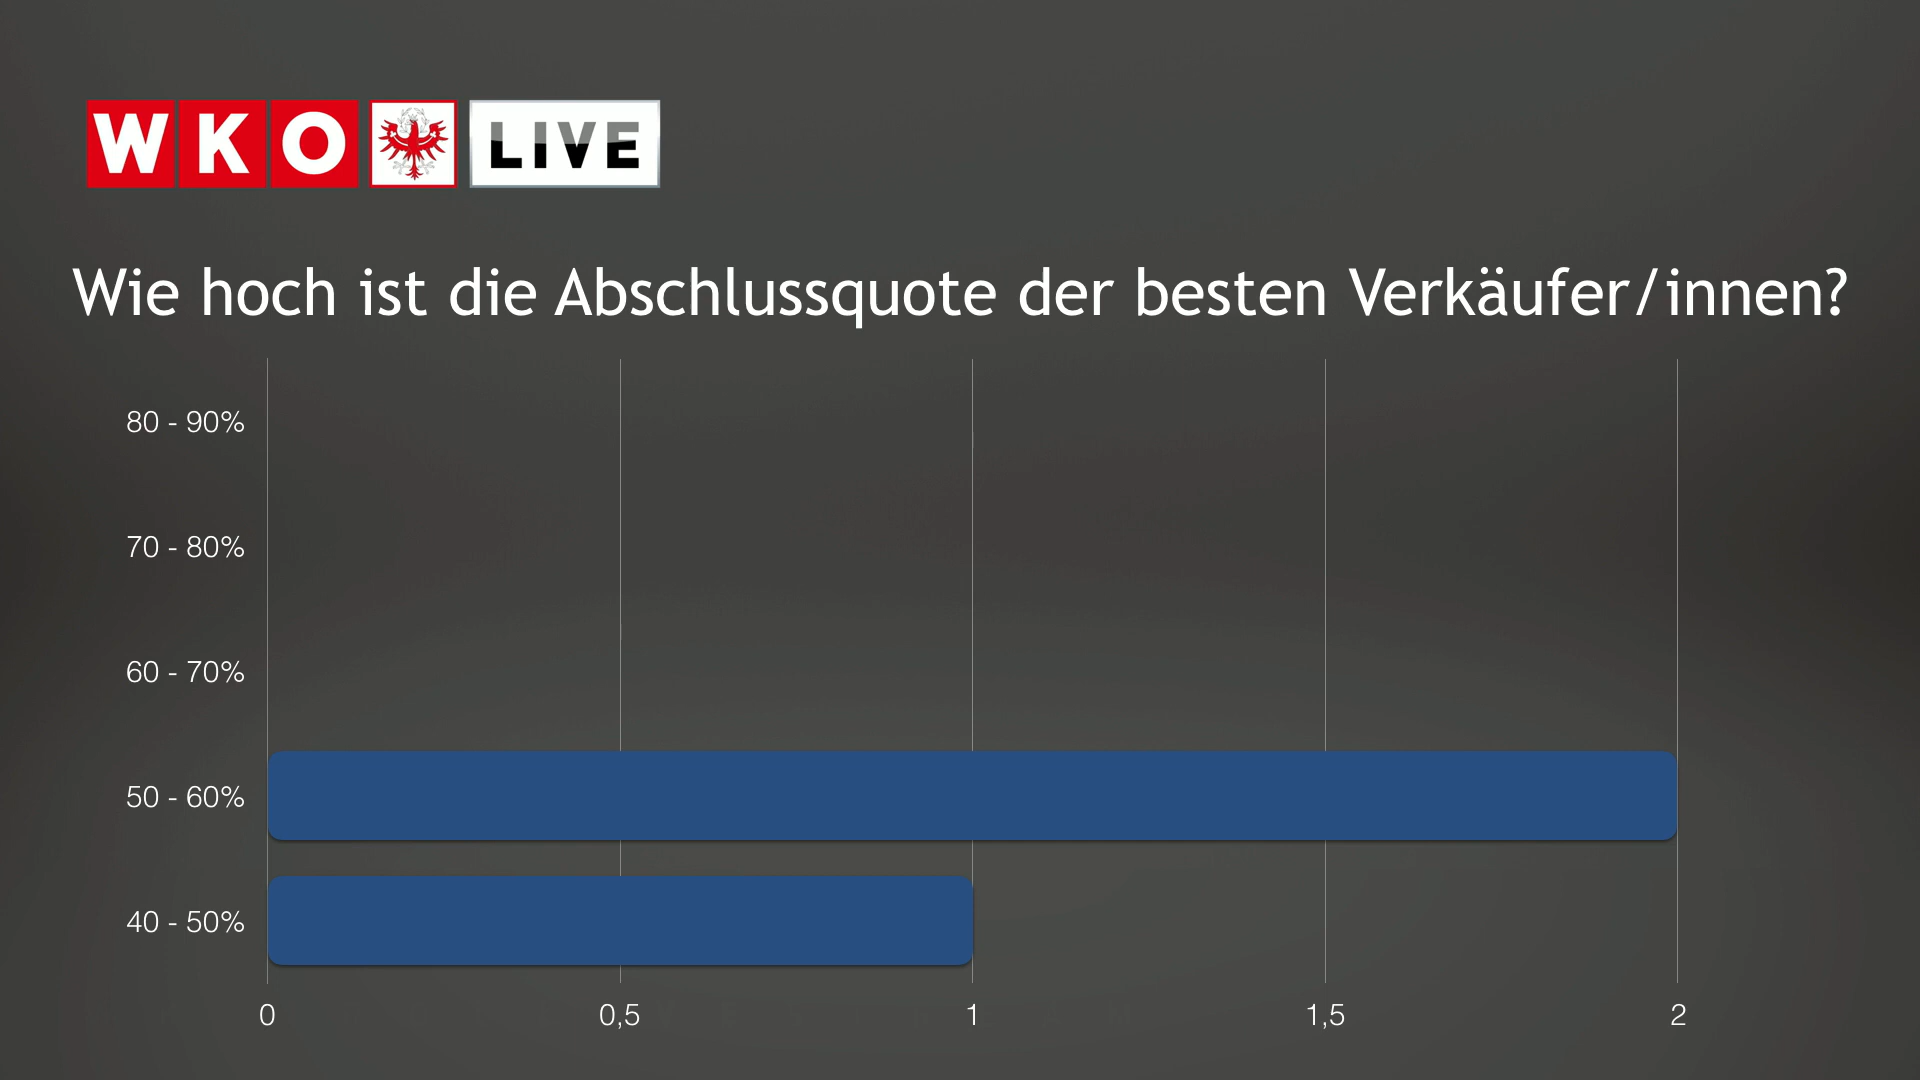 WKO LIVE
Wie hoch ist die Abschlussquote der besten Verkäufer/innen?
80 - 90%
70 - 80%
60 - 70%
50 - 60%
40 - 50%
0 0,5 1 1,5 2